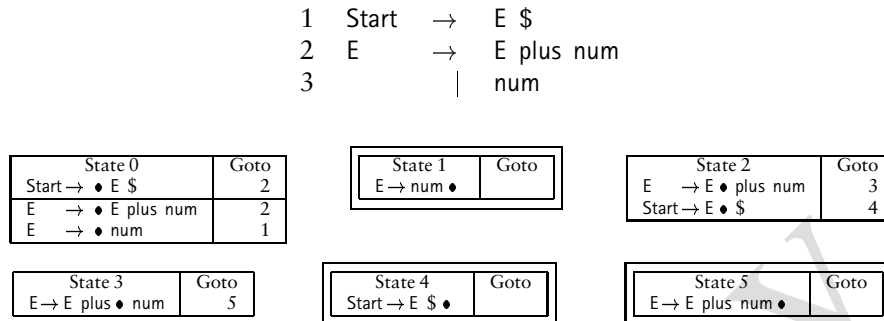 1 Start → E $
2 E → E plus num
3 | num
State 0 Goto
Start → • E $ 2
E → • E plus num 2
E → • num 1
State 1 Goto
E → num •
State 2 Goto
E → E • plus num 3
Start → E • $ 4
State 3 Goto
E → E plus • num 5
State 4 Goto
Start → E $ •
State 5 Goto
E → E plus num •